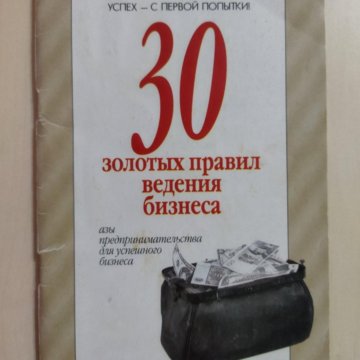 УСПЕХ – С ПЕРВОЙ ПОПЫТКИ!
30
золотых правил
ведения
бизнеса
азы
предпринимательства
для успешного
бизнеса